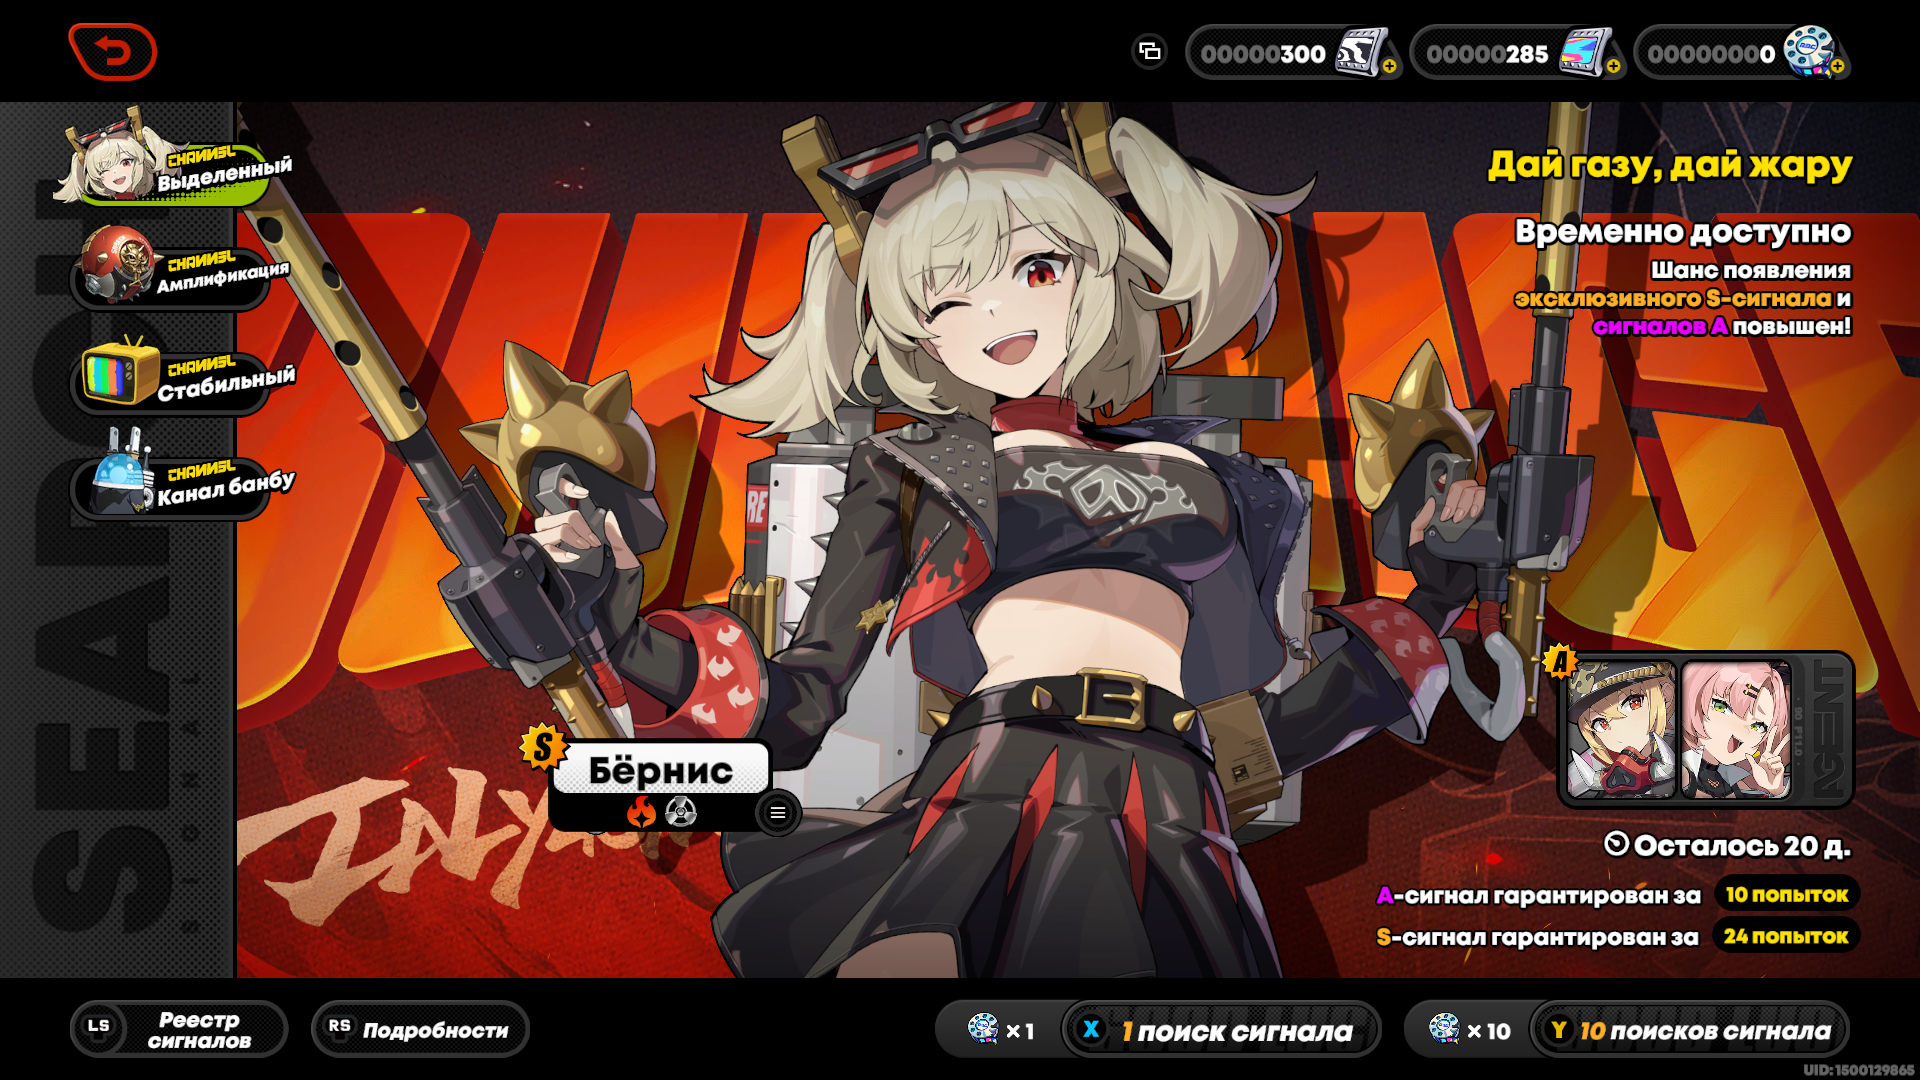 00000300
00000285
00000000
CHANNEL
Выделенный
CHANNEL
Амплификация
CHANNEL
Стабильный
CHANNEL
Канал банбу
SEARCH
Дай газу, дай жару
Временно доступно
Шанс появления
эксклюзивного S-сигнала и
сигналов A повышен!
RE
S
Бёрнис
A
AGENT
Осталось 20 д.
A-сигнал гарантирован за 10 попыток
S-сигнал гарантирован за 24 попыток
LS
Реестр
сигналов
RS Подробности
×1
X 1 поиск сигнала
×10
Y 10 поисков сигнала
UID:1500129865